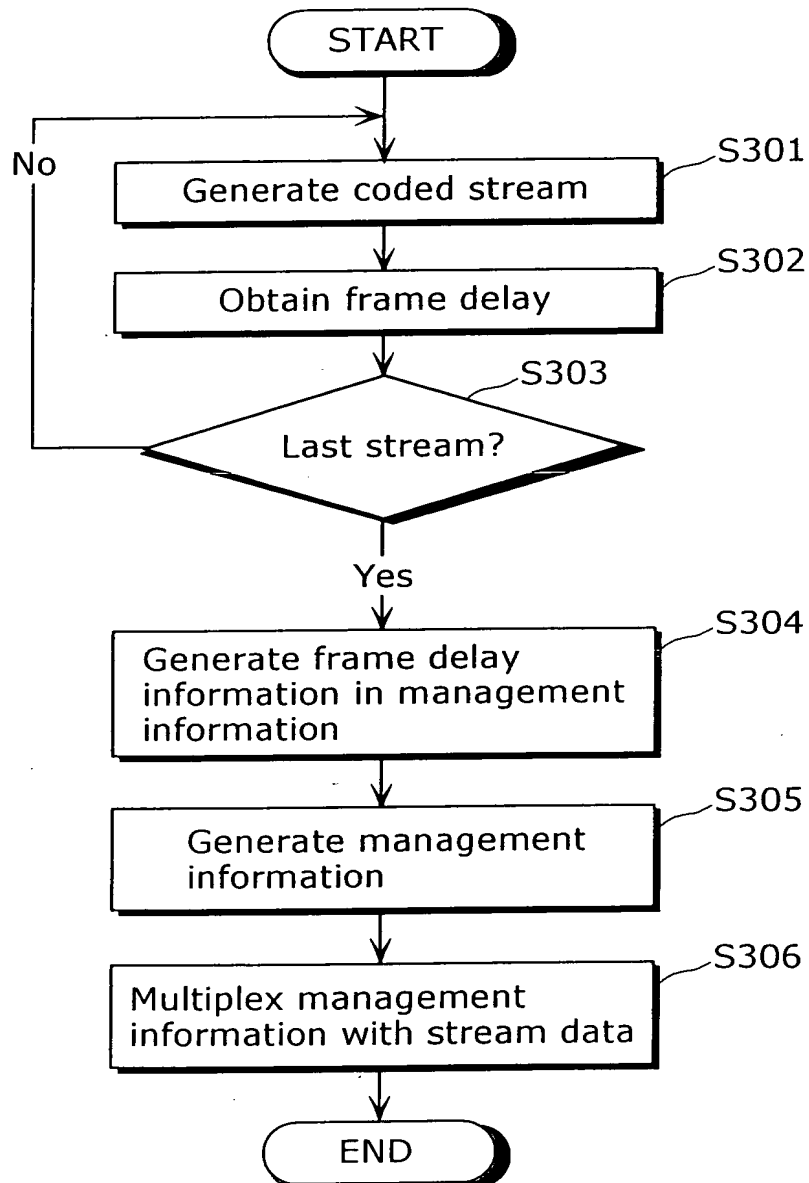 START
No
S301
Generate coded stream
S302
Obtain frame delay
S303
Last stream?
Yes
S304
Generate frame delay
information in management
information
S305
Generate management
information
S306
Multiplex management
information with stream data
END